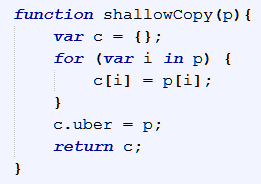 function shallowCopy(p){
    var c = {};
    for (var i in p) {
        c[i] = p[i];
    }
    c.uber = p;
    return c;
}